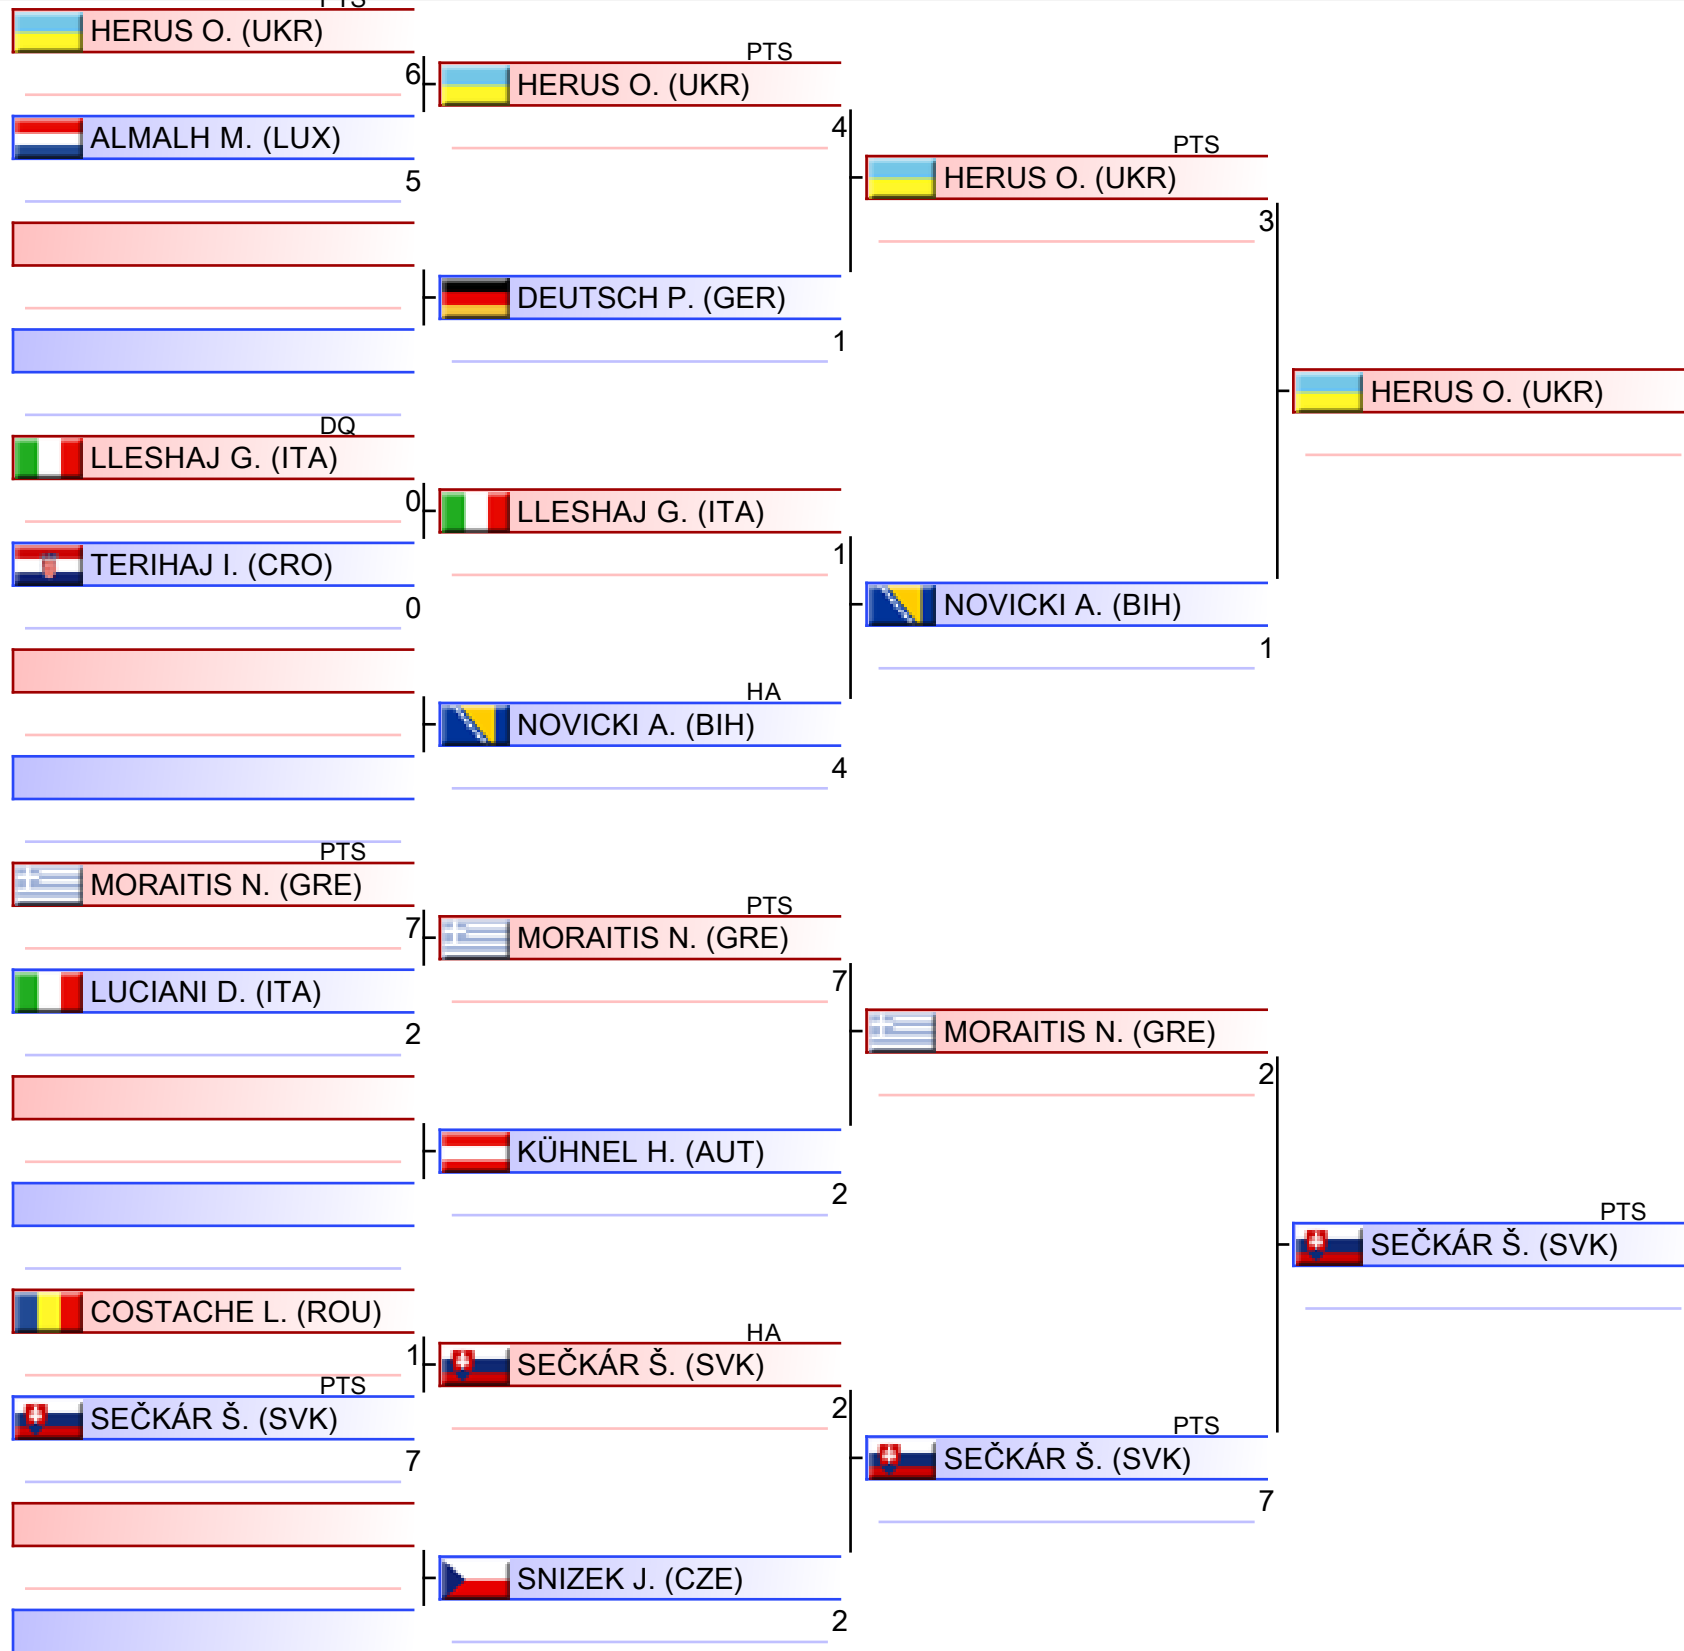 PTS
HERUS O. (UKR)
6
ALMALH M. (LUX)
5
LLESHAJ G. (ITA)
DQ
0
TERIHAJ I. (CRO)
0
PTS
MORAITIS N. (GRE)
7
LUCIANI D. (ITA)
2
COSTACHE L. (ROU)
1
PTS
SEČKÁR Š. (SVK)
7
PTS
HERUS O. (UKR)
4
DEUTSCH P. (GER)
1
LLESHAJ G. (ITA)
1
HA
NOVICKI A. (BIH)
4
PTS
MORAITIS N. (GRE)
7
KÜHNEL H. (AUT)
2
HA
SEČKÁR Š. (SVK)
2
SNIZEK J. (CZE)
2
PTS
HERUS O. (UKR)
3
NOVICKI A. (BIH)
1
MORAITIS N. (GRE)
2
PTS
SEČKÁR Š. (SVK)
7
HERUS O. (UKR)
PTS
SEČKÁR Š. (SVK)